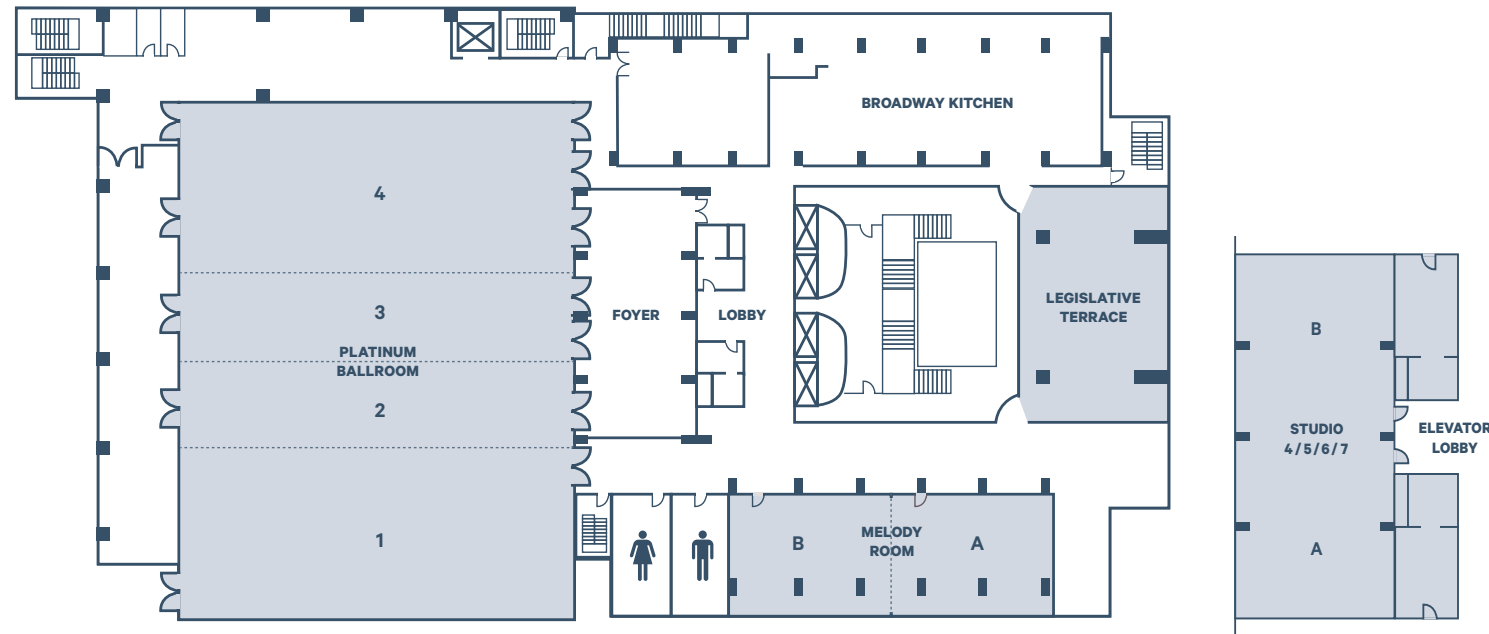 BROADWAY KITCHEN
4
3
PLATINUM
BALLROOM
2
1
FOYER
LOBBY
LEGISLATIVE
TERRACE
MELODY
ROOM
B
A
B
STUDIO
4/5/6/7
A
ELEVATOR
LOBBY